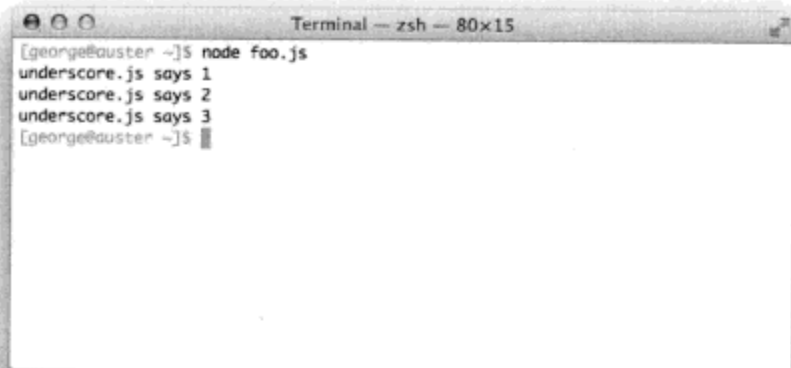 Terminal — zsh — 80×15
[george@auster ~]$ node foo.js
underscore.js says 1
underscore.js says 2
underscore.js says 3
[george@auster ~]$